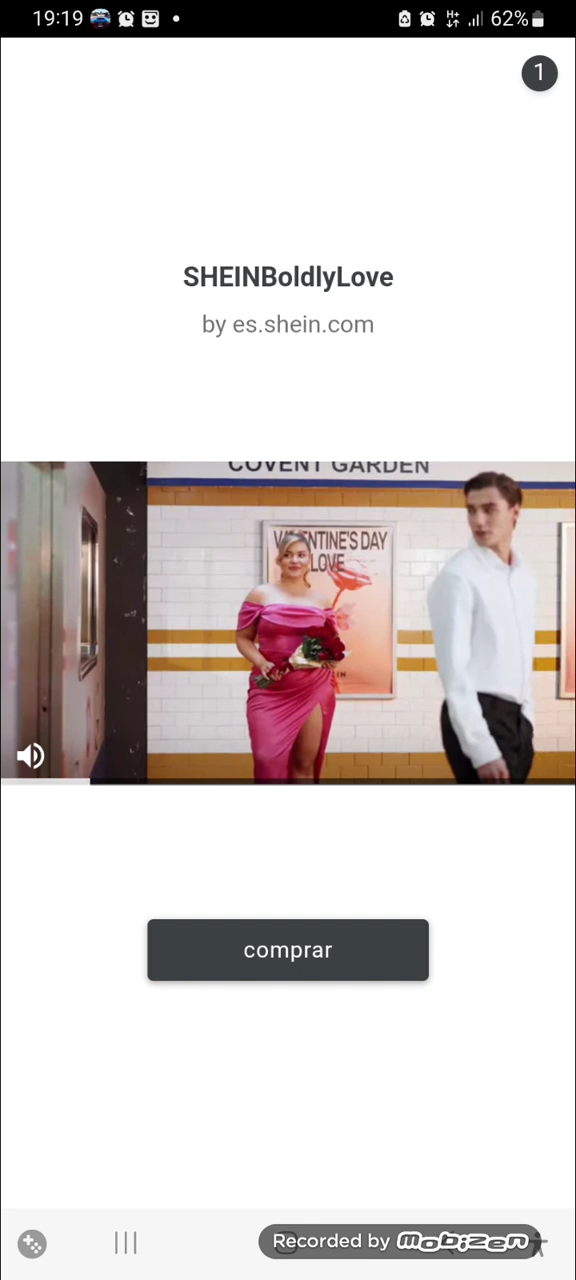 19:19
62%
1
SHEINBoldlyLove
by es.shein.com
COVENT GARDEN
VALENTINE'S DAY
LOVE
comprar
Recorded by mobizen